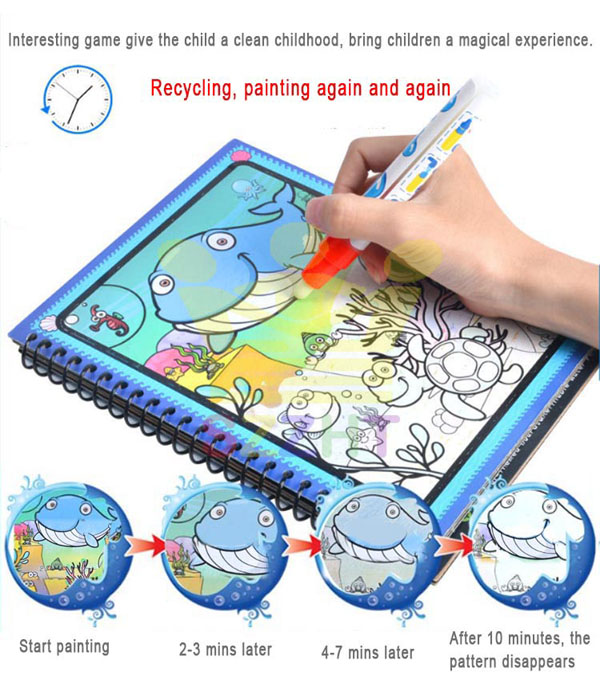 Interesting game give the child a clean childhood, bring children a magical experience.
Recycling, painting again and again
Start painting
2-3 mins later
4-7 mins later
After 10 minutes, the
pattern disappears